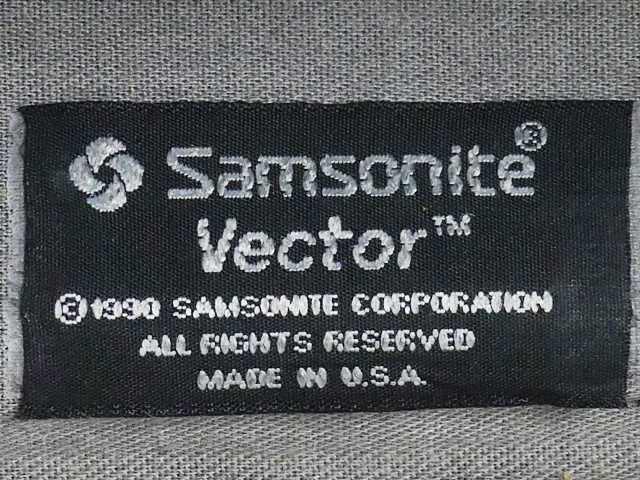 Samsonite®
Vector™
©1990 SAMSONITE CORPORATION
ALL RIGHTS RESERVED
MADE IN U.S.A.